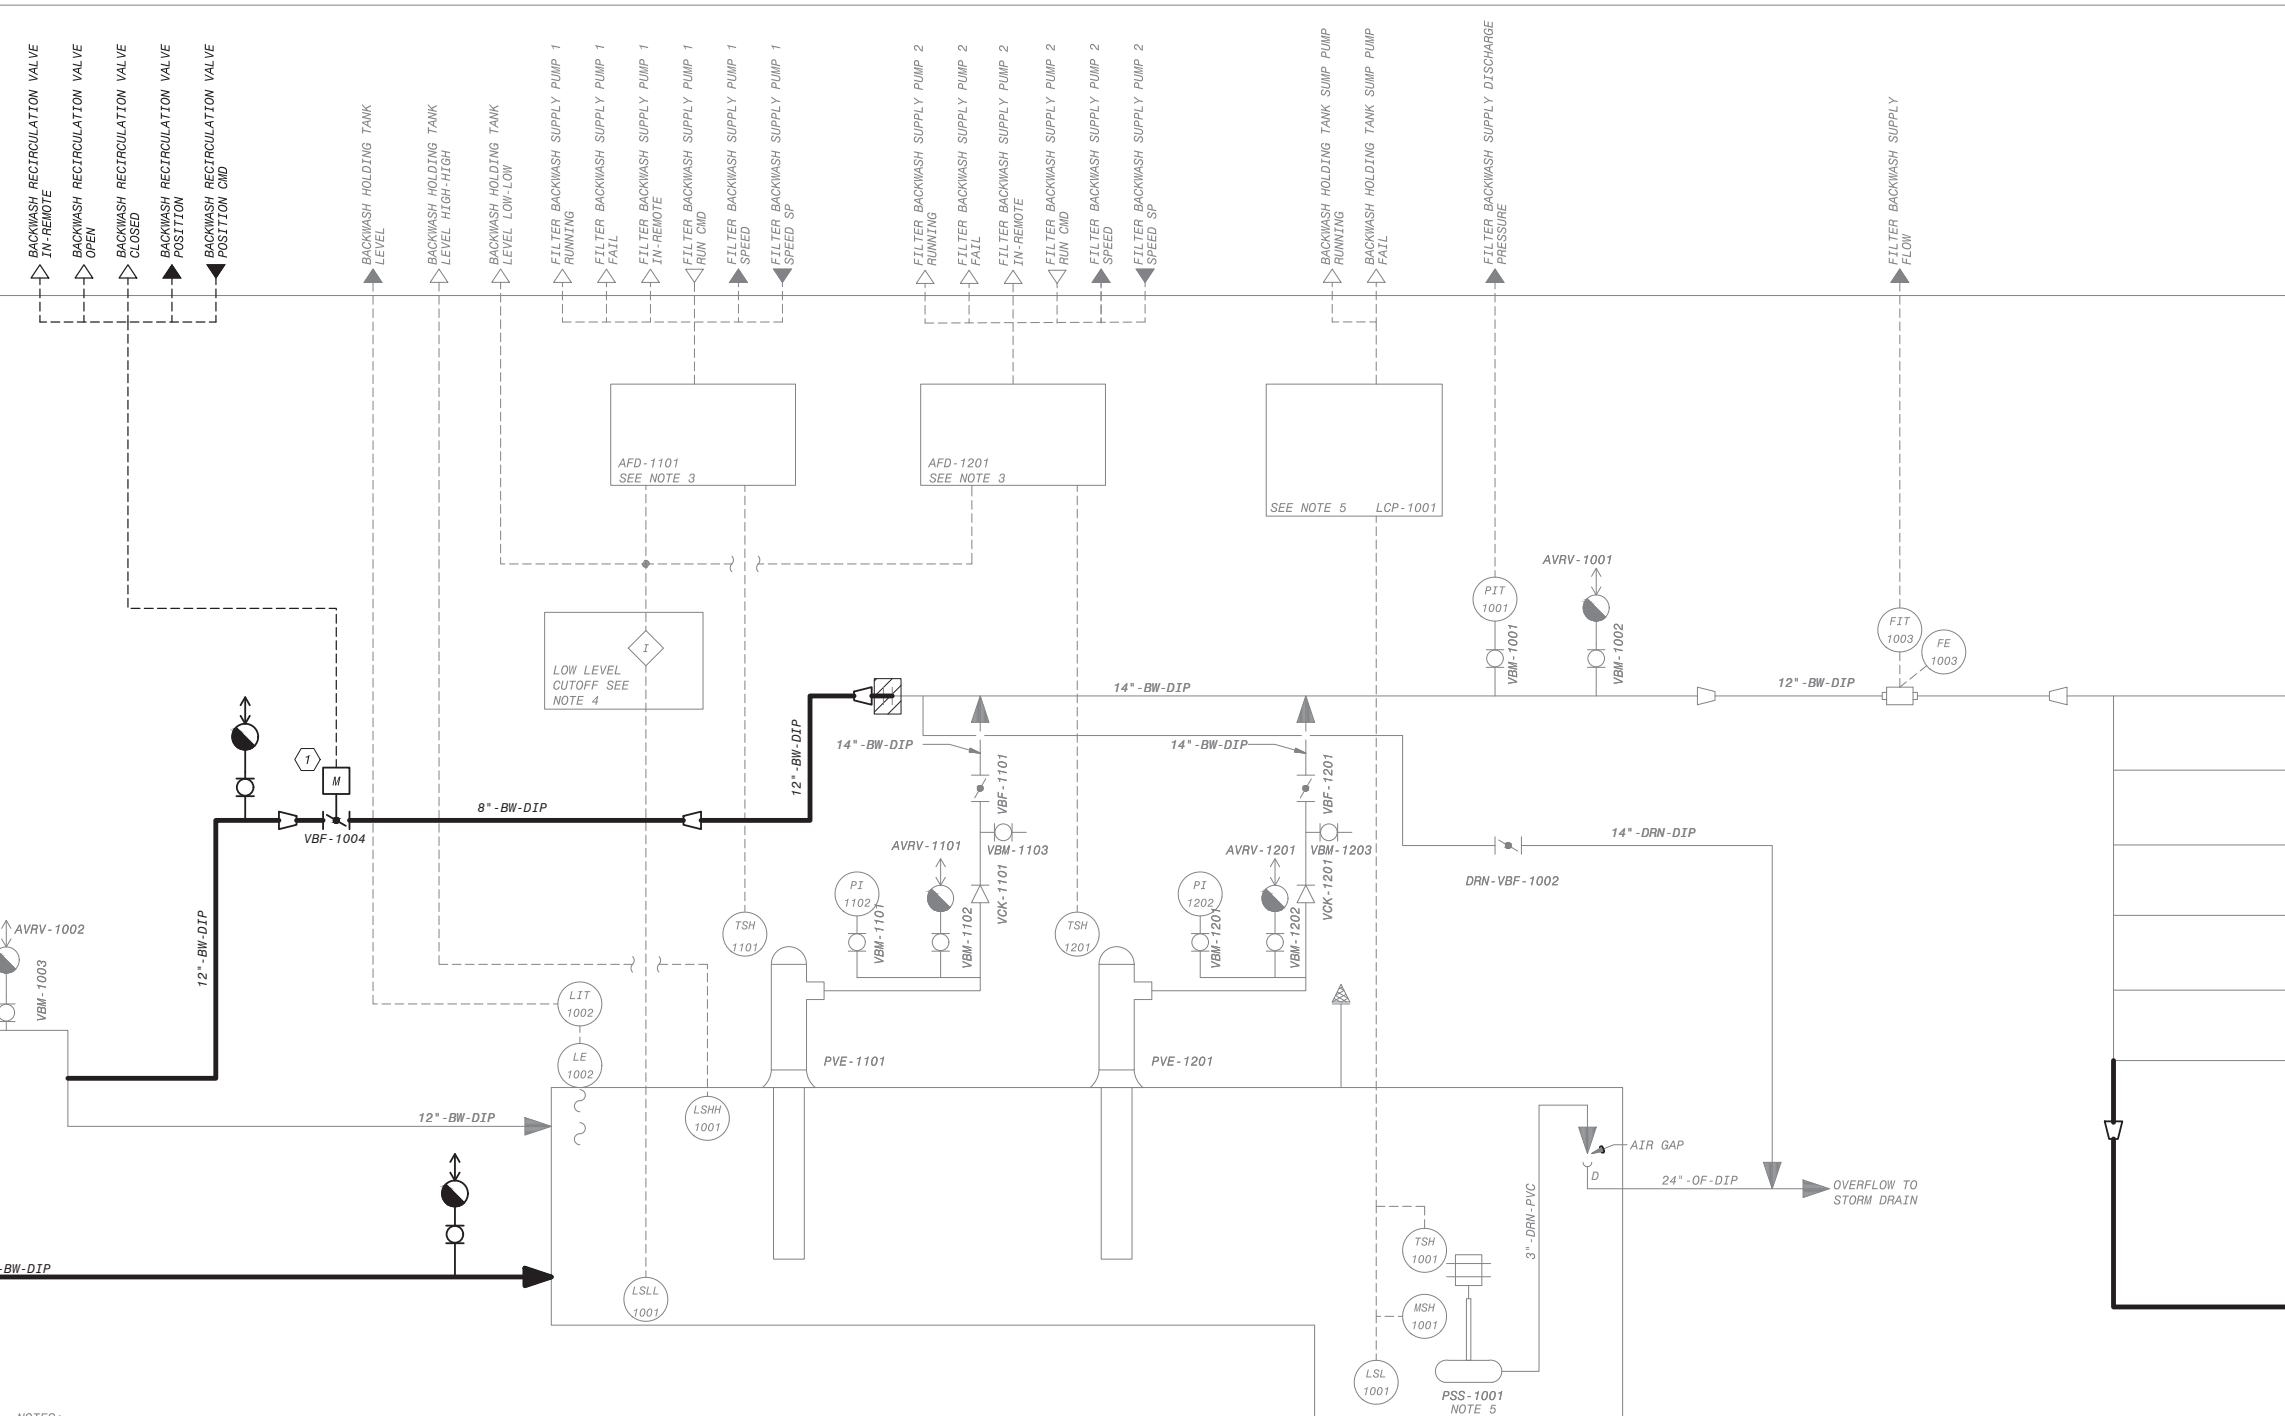 BACKWASH RECIRCULATION VALVE
IN-REMOTE
BACKWASH RECIRCULATION VALVE
OPEN
BACKWASH RECIRCULATION VALVE
CLOSED
BACKWASH RECIRCULATION VALVE
POSITION
BACKWASH RECIRCULATION VALVE
POSITION CMD
BACKWASH HOLDING TANK
LEVEL
BACKWASH HOLDING TANK
LEVEL HIGH-HIGH
BACKWASH HOLDING TANK
LEVEL LOW-LOW
FILTER BACKWASH SUPPLY PUMP 1
RUNNING
FILTER BACKWASH SUPPLY PUMP 1
FAIL
FILTER BACKWASH SUPPLY PUMP 1
IN-REMOTE
FILTER BACKWASH SUPPLY PUMP 1
RUN CMD
FILTER BACKWASH SUPPLY PUMP 1
SPEED
FILTER BACKWASH SUPPLY PUMP 1
SPEED SP
FILTER BACKWASH SUPPLY PUMP 2
RUNNING
FILTER BACKWASH SUPPLY PUMP 2
FAIL
FILTER BACKWASH SUPPLY PUMP 2
IN-REMOTE
FILTER BACKWASH SUPPLY PUMP 2
RUN CMD
FILTER BACKWASH SUPPLY PUMP 2
SPEED
FILTER BACKWASH SUPPLY PUMP 2
SPEED SP
BACKWASH HOLDING TANK SUMP PUMP
RUNNING
BACKWASH HOLDING TANK SUMP PUMP
FAIL
FILTER BACKWASH SUPPLY DISCHARGE
PRESSURE
FILTER BACKWASH SUPPLY
FLOW
AFD-1101
SEE NOTE 3
AFD-1201
SEE NOTE 3
SEE NOTE 5 LCP-1001
AVRV-1001
PIT
1001
VBM-1001
VBM-1002
FIT
1003
FE
1003
I
LOW LEVEL
CUTOFF SEE
NOTE 4
14"-BW-DIP
12"-BW-DIP
12"-BW-DIP
14"-BW-DIP
14"-BW-DIP
1
M
VBF-1004
8"-BW-DIP
VBF-1101
VBF-1201
VBM-1103
VBM-1203
14"-DRN-DIP
DRN-VBF-1002
AVRV-1101
AVRV-1201
PI
1102
VBM-1101
VBM-1102
VCK-1101
PI
1202
VBM-1201
VBM-1202
VCK-1201
TSH
1101
TSH
1201
AVRV-1002
VBM-1003
12"-BW-DIP
LIT
1002
LE
1002
PVE-1101
PVE-1201
LSHH
1001
12"-BW-DIP
AIR GAP
D
24"-OF-DIP
OVERFLOW TO
STORM DRAIN
3"-DRN-PVC
-BW-DIP
LSLL
1001
TSH
1001
MSH
1001
LSL
1001
PSS-1001
NOTE 5
NOTES: